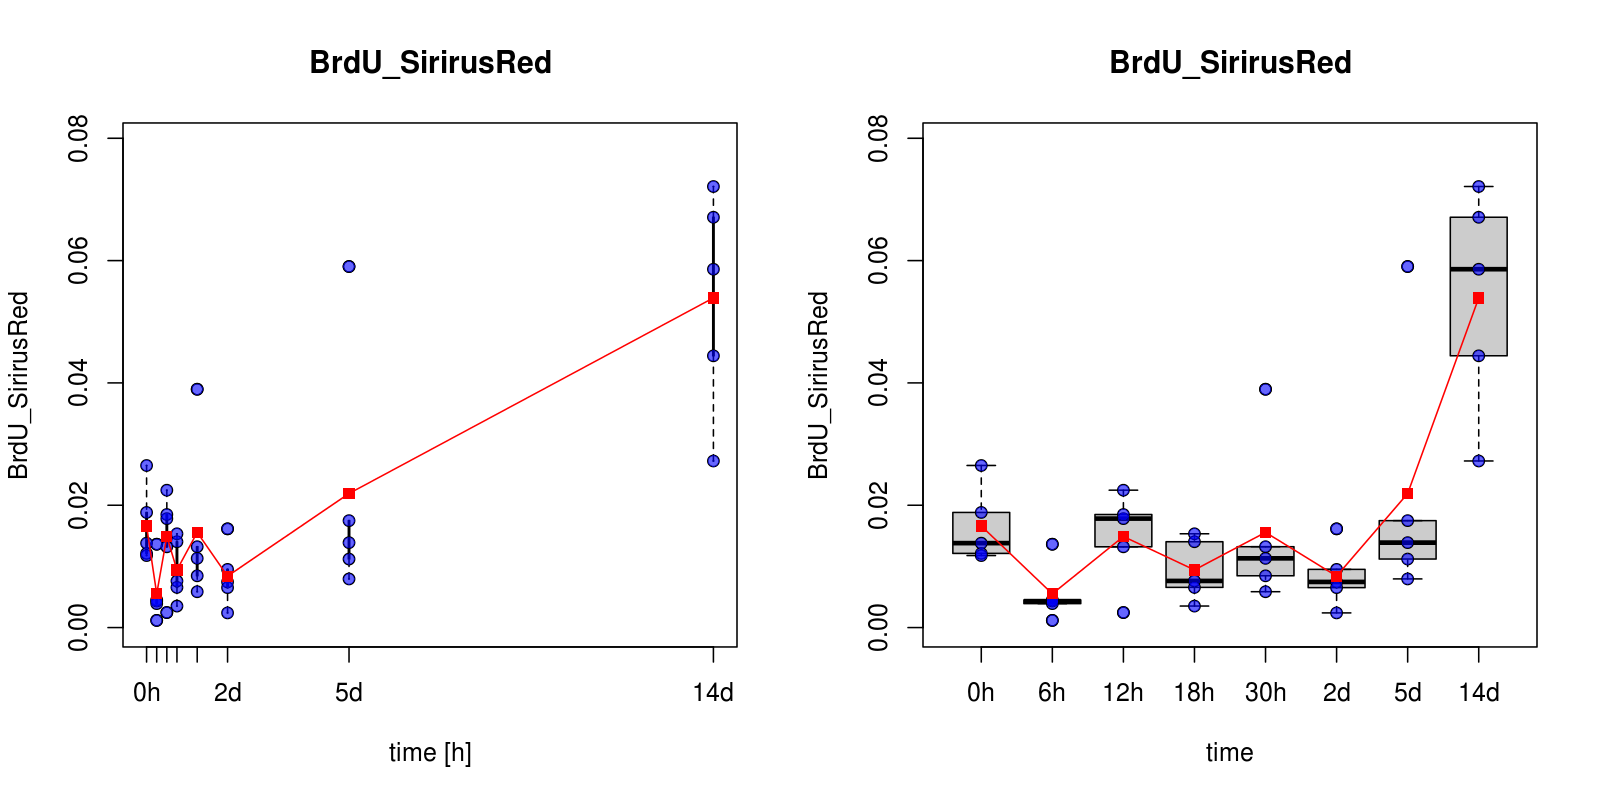 BrdU_SirirusRed
BrdU_SirirusRed
0.00
0.02
0.04
0.06
0.08
0h
2d
5d
14d
time [h]
BrdU_SirirusRed
BrdU_SirirusRed
0.00
0.02
0.04
0.06
0.08
0h
6h
12h
18h
30h
2d
5d
14d
time